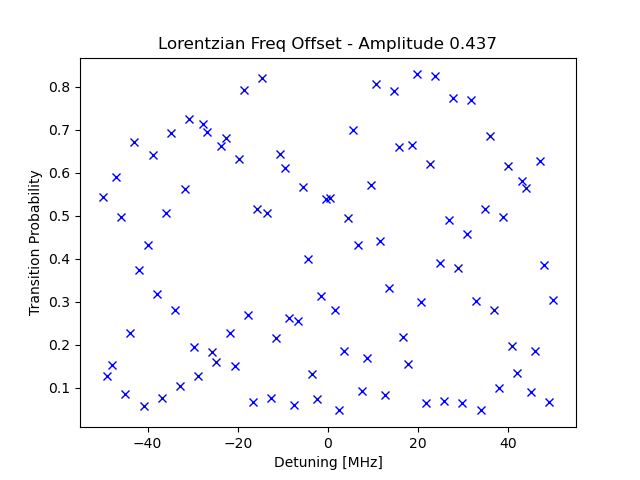 Lorentzian Freq Offset - Amplitude 0.437
Transition Probability
0.8
0.7
0.6
0.5
0.4
0.3
0.2
0.1
−40 −20 0 20 40
Detuning [MHz]